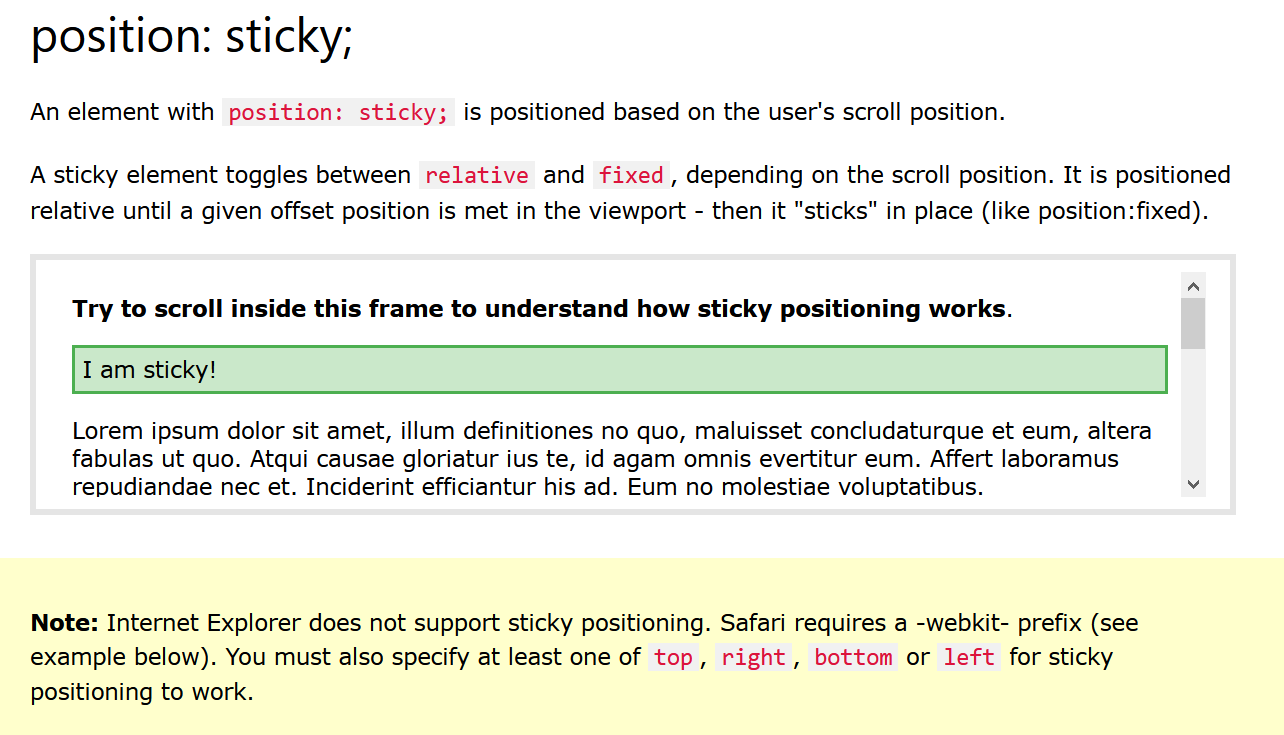 position: sticky;
An element with position: sticky; is positioned based on the user's scroll position.
A sticky element toggles between relative and fixed, depending on the scroll position. It is positioned
relative until a given offset position is met in the viewport - then it "sticks" in place (like position:fixed).
Try to scroll inside this frame to understand how sticky positioning works.
I am sticky!
Lorem ipsum dolor sit amet, illum definitiones no quo, maluisset concludaturque et eum, altera
fabulas ut quo. Atqui causae gloriatur ius te, id agam omnis evertitur eum. Affert laboramus
repudiandae nec et. Inciderint efficiantur his ad. Eum no molestiae voluptatibus.
Note: Internet Explorer does not support sticky positioning. Safari requires a -webkit- prefix (see
example below). You must also specify at least one of top, right, bottom or left for sticky
positioning to work.